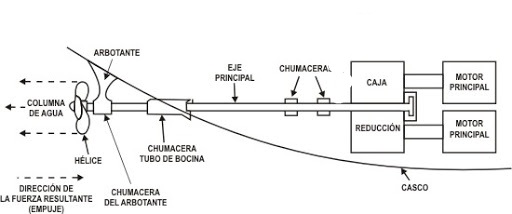 ARBOTANTE
EJE
PRINCIPAL
CHUMACERAL
CAJA
REDUCCIÓN
MOTOR
PRINCIPAL
MOTOR
PRINCIPAL
COLUMNA
DE AGUA
HÉLICE
CHUMACERA
TUBO DE BOCINA
CHUMACERA
DEL ARBOTANTE
CASCO
DIRECCIÓN DE
LA FUERZA RESULTANTE
(EMPUJE)